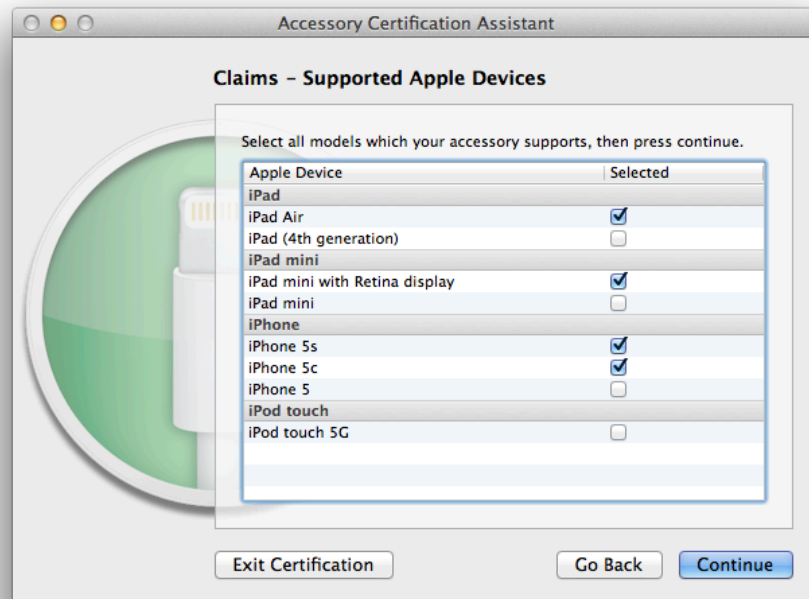 Accessory Certification Assistant
Claims – Supported Apple Devices
Select all models which your accessory supports, then press continue.
Apple Device Selected
iPad
iPad Air
iPad (4th generation)
iPad mini
iPad mini with Retina display
iPad mini
iPhone
iPhone 5s
iPhone 5c
iPhone 5
iPod touch
iPod touch 5G
Exit Certification Go Back Continue